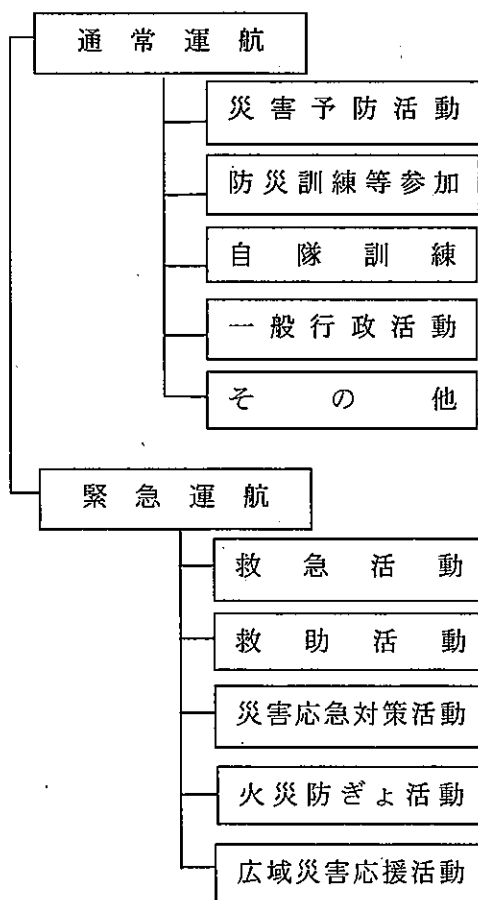 通常運航
災害予防活動
防災訓練等参加
自隊訓練
一般行政活動
その他
緊急運航
救急活動
救助活動
災害応急対策活動
火災防ぎょ活動
広域災害応援活動